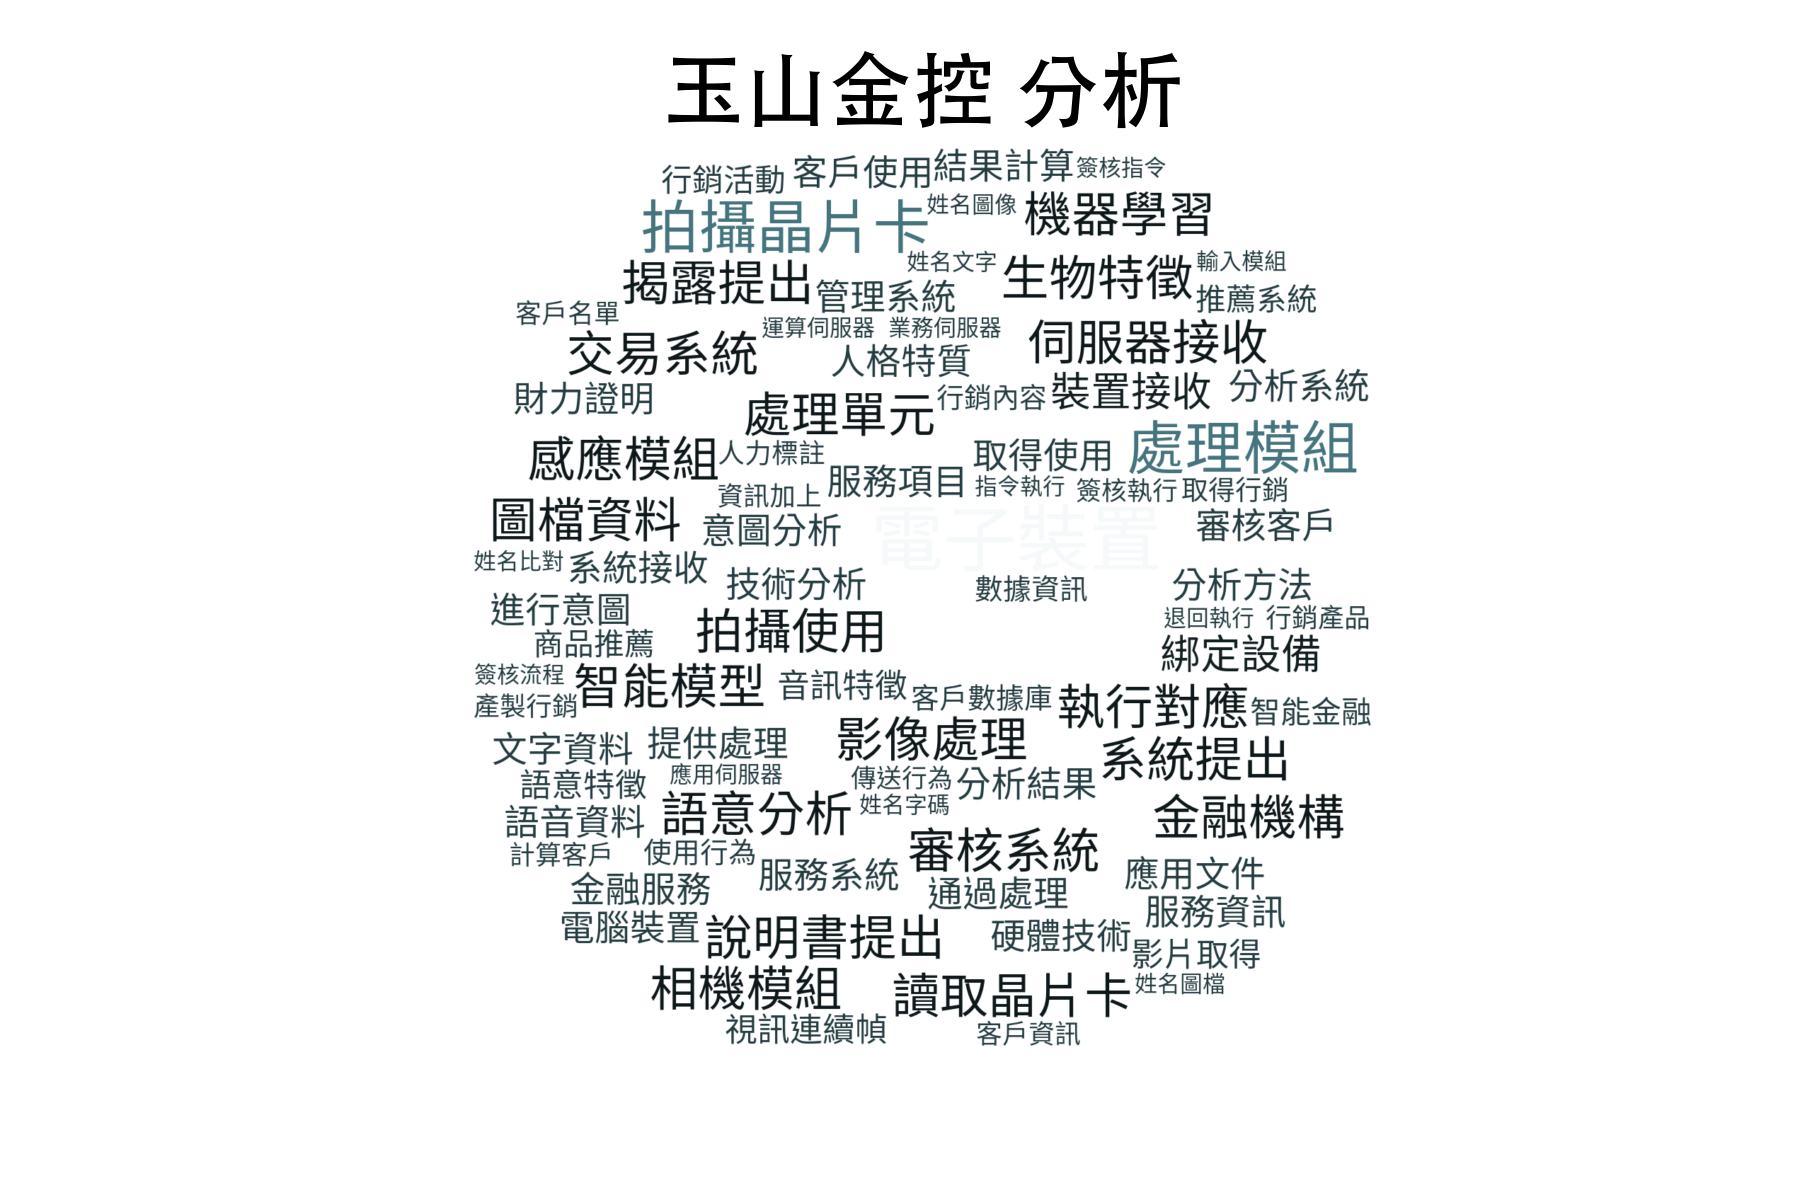 玉山金控 分析
行銷活動 客戶使用 結果計算 簽核指令
拍攝晶片卡 姓名圖像 機器學習
揭露提出 姓名文字 生物特徵 輸入模組
客戶名單 管理系統 推薦系統
交易系統 運算伺服器 業務伺服器 伺服器接收
人格特質
財力證明 處理單元 行銷內容 裝置接收 分析系統
感應模組 人力標註 取得使用 處理模組
資訊加上 服務項目 指令執行 簽核執行 取得行銷
圖檔資料 意圖分析 電子裝置 審核客戶
姓名比對 系統接收 技術分析 數據資訊 分析方法
進行意圖 拍攝使用 退回執行 行銷產品
商品推薦 綁定設備
簽核流程 智能模型 音訊特徵 客戶數據庫 執行對應 智能金融
產製行銷
文字資料 提供處理 影像處理 系統提出
語意特徵 應用伺服器 傳送行為 分析結果
語音資料 語意分析 姓名字碼 金融機構
計算客戶 使用行為 審核系統
金融服務 服務系統 通過處理 應用文件
電腦裝置 說明書提出 硬體技術 服務資訊
影片取得
相機模組 讀取晶片卡 姓名圖檔
視訊連續幀 客戶資訊